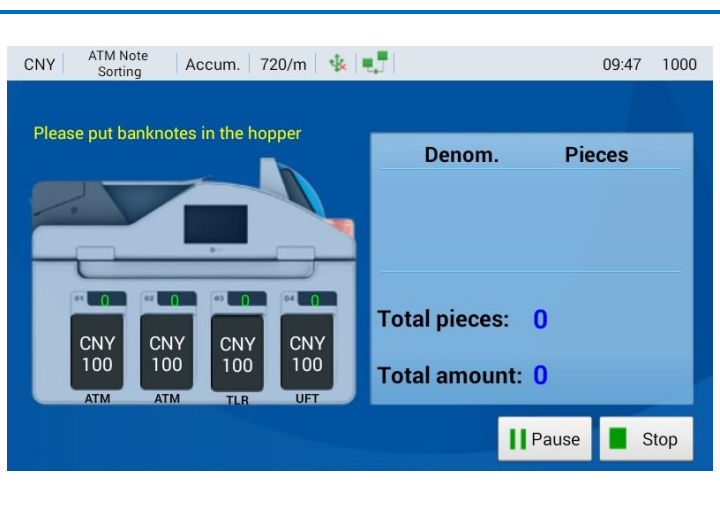 CNY
ATM Note
Sorting
Accum.
720/m
09:47
1000
Please put banknotes in the hopper
Denom. Pieces
01 0 02 0 03 0 04 0
CNY CNY CNY CNY
100 100 100 100
ATM ATM TLR UFT
Total pieces: 0
Total amount: 0
Pause
Stop